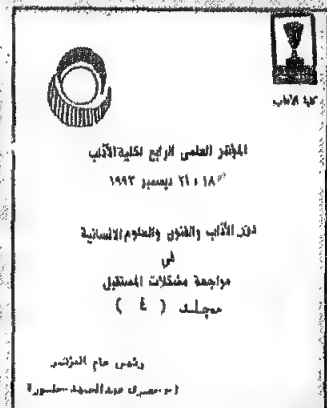 كلية الآداب
المؤتمر العلمي الرابع لكلية الآداب
١٨ ، ٢١ ديسمبر ١٩٩٣
دور الآداب والفنون والعلوم الانسانية
في
مواجهة مشكلات المستقبل
مجلد ( ٤ )
رئيس عام المؤتمر